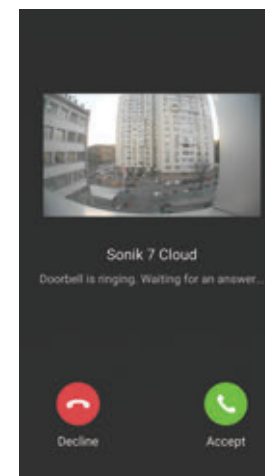 Sonik 7 Cloud
Doorbell is ringing. Waiting for an answer...
Decline
Accept